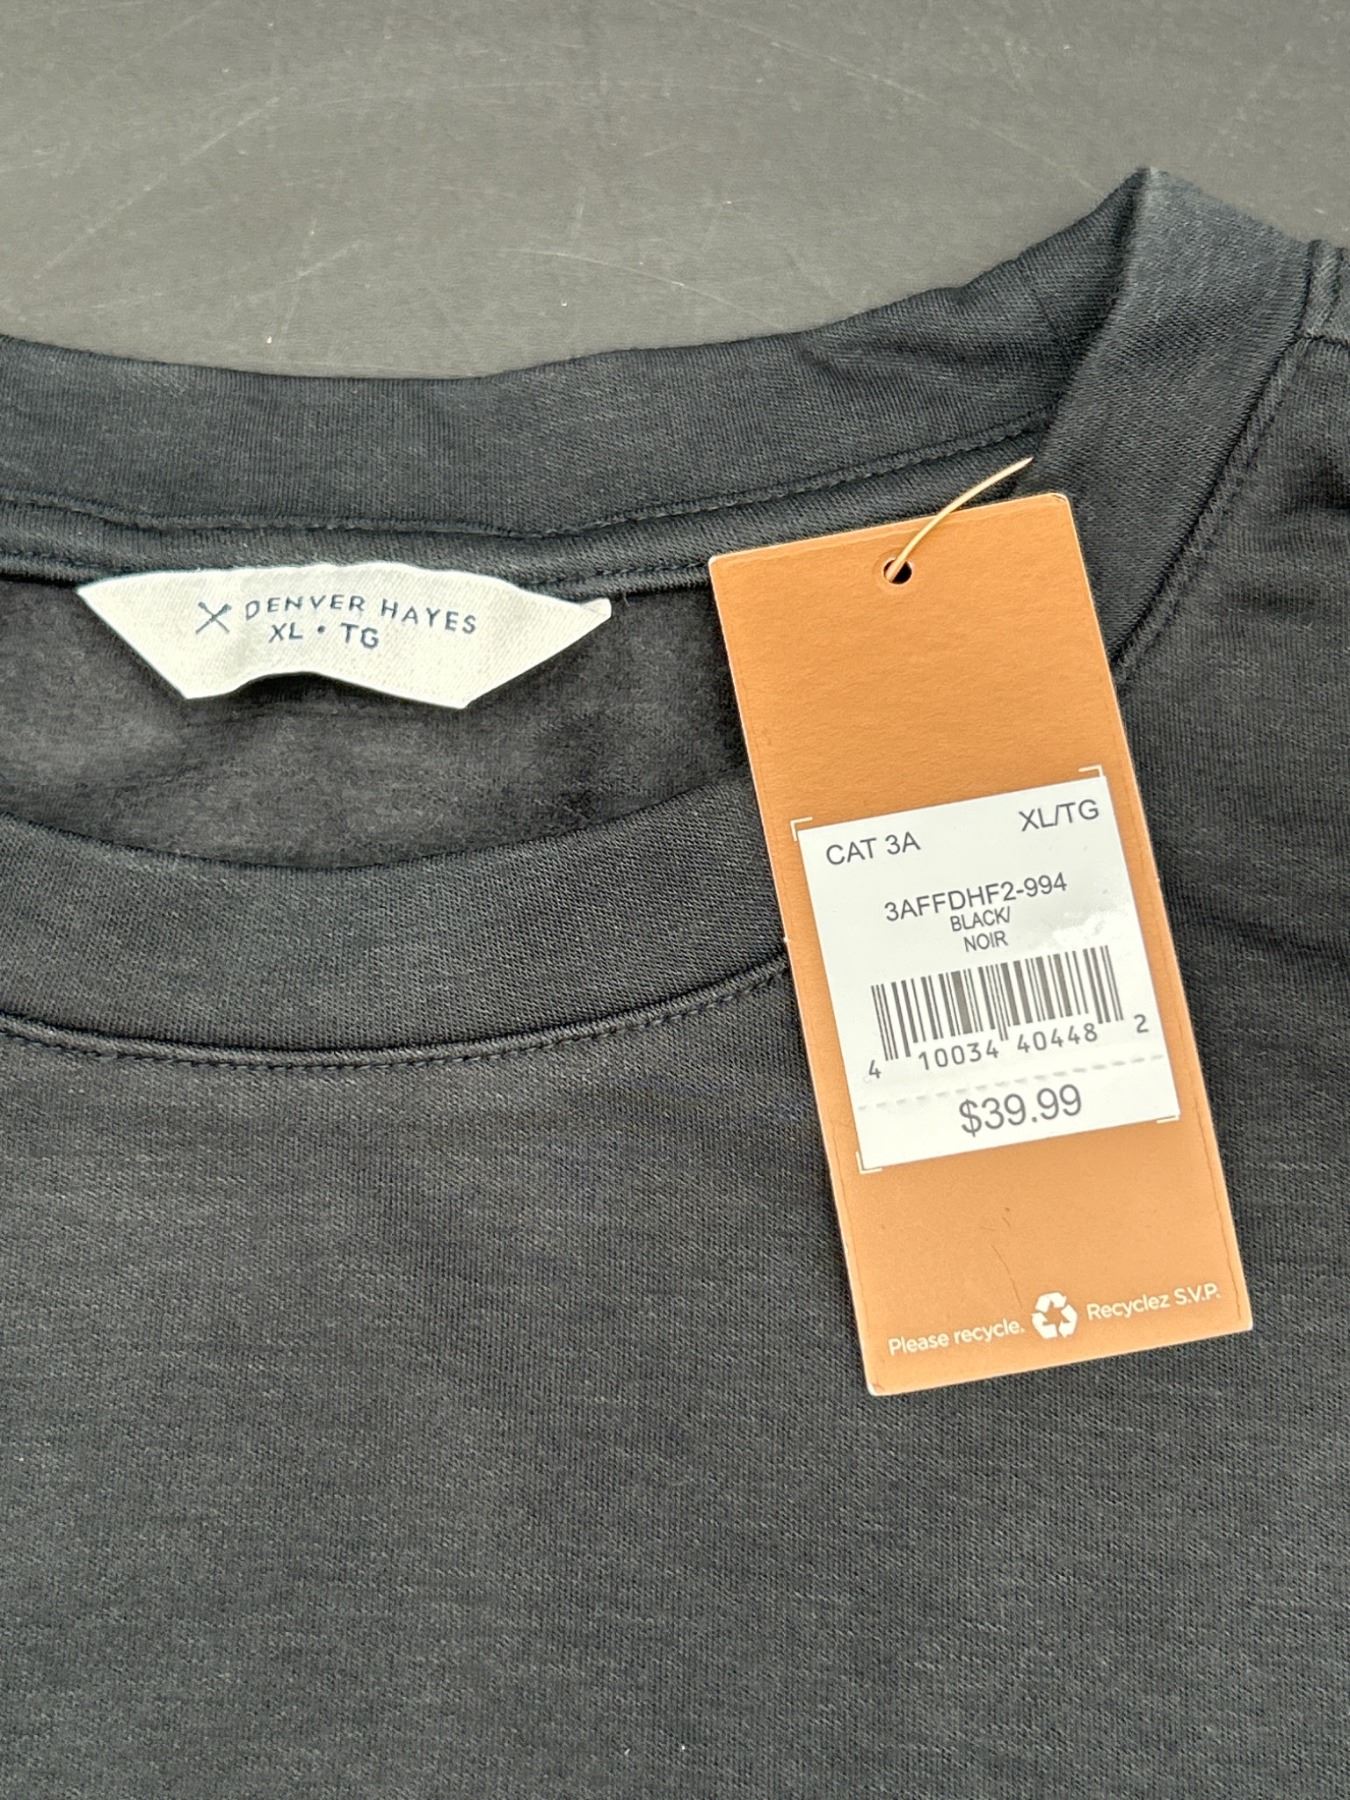 DENVER HAYES
XL • TG
CAT 3A
XL/TG
3AFFDHF2-994
BLACK/
NOIR
4 10034 40448 2
$39.99
Please recycle. Recyclez S.V.P.